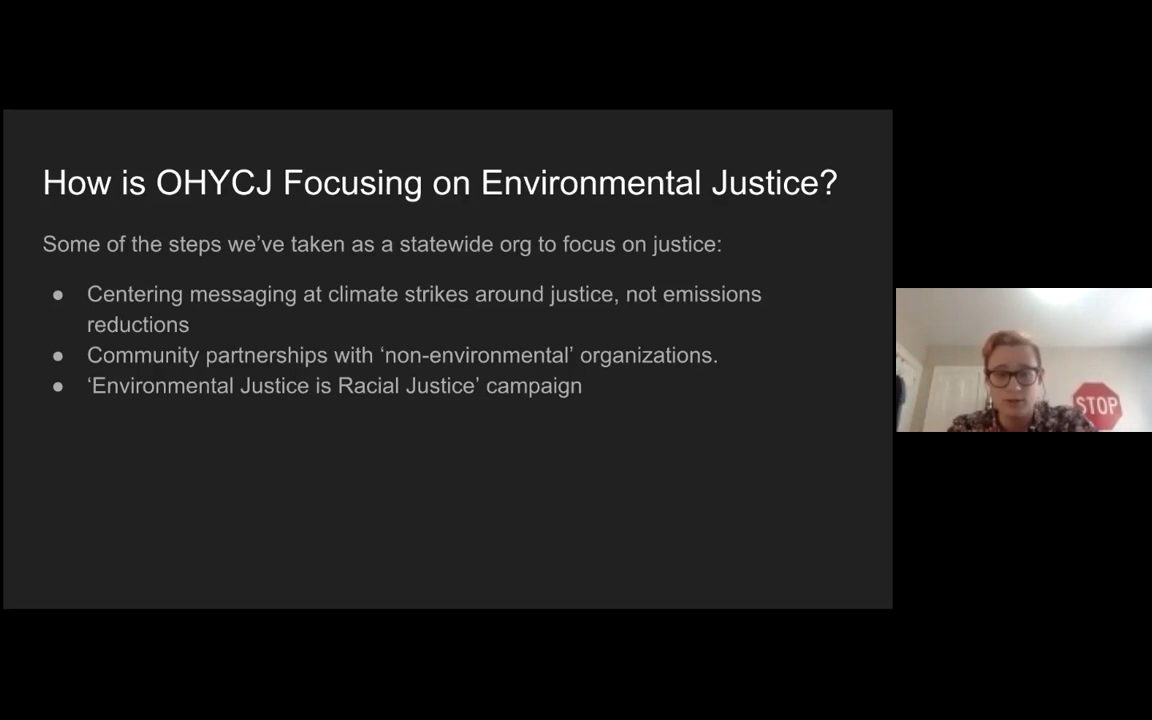 How is OHYCJ Focusing on Environmental Justice?
Some of the steps we’ve taken as a statewide org to focus on justice:
● Centering messaging at climate strikes around justice, not emissions
reductions
● Community partnerships with ‘non-environmental’ organizations.
● ‘Environmental Justice is Racial Justice’ campaign
STOP